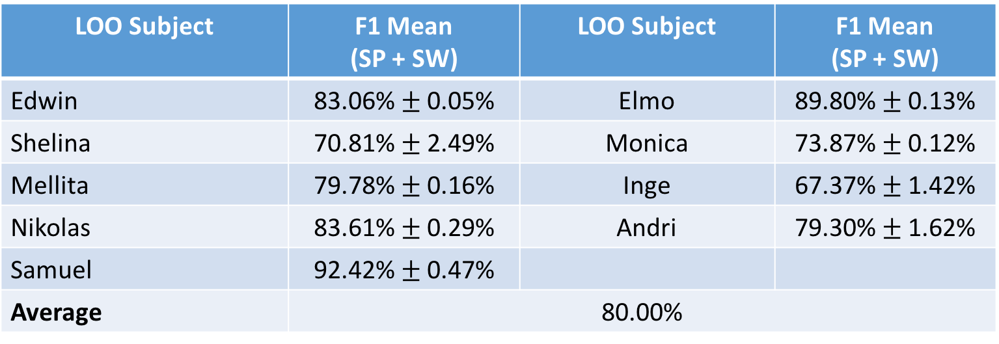 LOO Subject F1 Mean LOO Subject F1 Mean
(SP + SW) (SP + SW)
Edwin 83.06% ± 0.05% Elmo 89.80% ± 0.13%
Shelina 70.81% ± 2.49% Monica 73.87% ± 0.12%
Mellita 79.78% ± 0.16% Inge 67.37% ± 1.42%
Nikolas 83.61% ± 0.29% Andri 79.30% ± 1.62%
Samuel 92.42% ± 0.47%
Average 80.00%